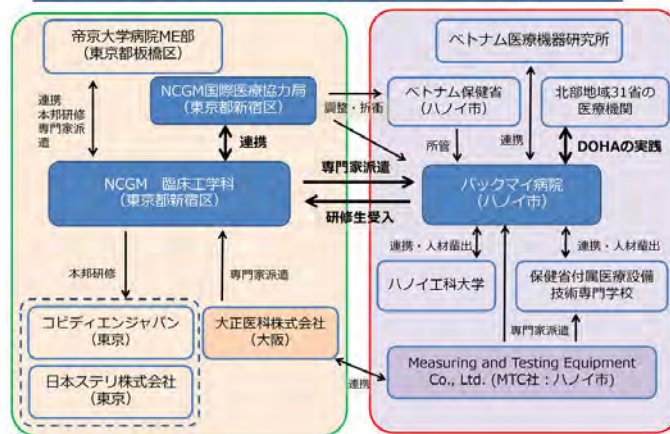 帝京大学病院ME部
(東京都板橋区)
NCGM国際医療協力局
(東京都新宿区)
連携
本邦研修
専門家派
遣
連携
NCGM 臨床工学科
(東京都新宿区)
本邦研修
専門家派遣
コビディエンジャパン
(東京)
日本ステリ株式会社
(東京)
大正医科株式会社
(大阪)
調整・折衝
専門家派遣
研修生受入
連携
ベトナム医療機器研究所
ベトナム保健省
(ハノイ市)
北部地域31省の
医療機関
所管
連携
DOHAの実践
バックマイ病院
(ハノイ市)
連携・人材輩出
連携・人材輩出
ハノイ工科大学
保健省付属医療設備
技術専門学校
専門家派遣
Measuring and Testing Equipment
Co., Ltd. (MTC社:ハノイ市)